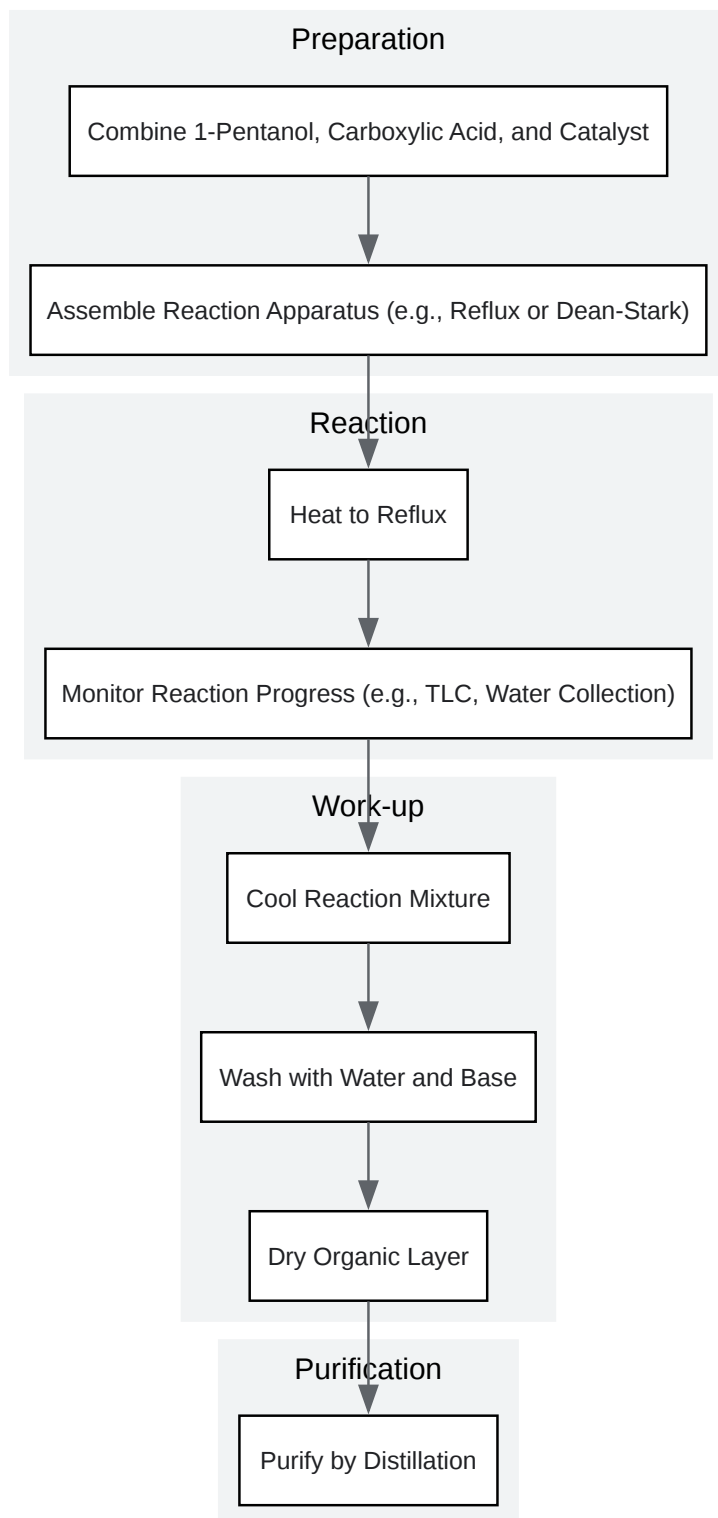 Preparation
Combine 1-Pentanol, Carboxylic Acid, and Catalyst
Assemble Reaction Apparatus (e.g., Reflux or Dean-Stark)
Reaction
Heat to Reflux
Monitor Reaction Progress (e.g., TLC, Water Collection)
Work-up
Cool Reaction Mixture
Wash with Water and Base
Dry Organic Layer
Purification
Purify by Distillation